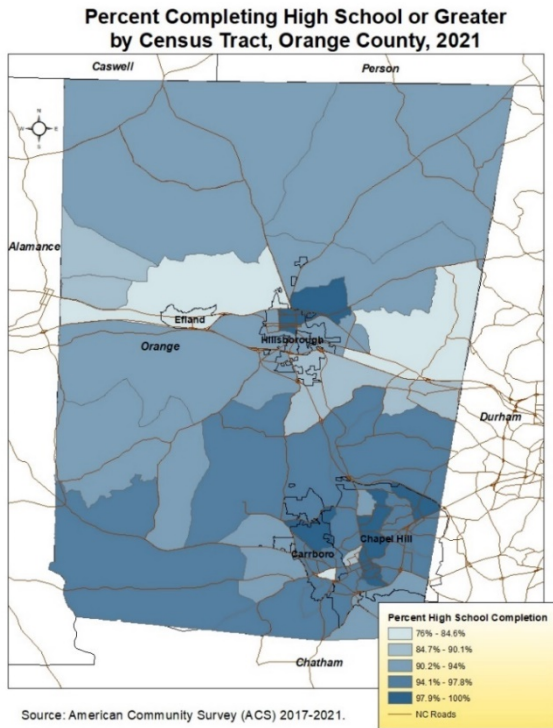 Percent Completing High School or Greater
by Census Tract, Orange County, 2021
Caswell
Person
N
W
E
S
Alamance
Efland
Hillsborough
Orange
Durham
Chapel Hill
Carrboro
Chatham
Percent High School Completion
76% - 84.6%
84.7% - 90.1%
90.2% - 94%
94.1% - 97.8%
97.9% - 100%
NC Roads
Source: American Community Survey (ACS) 2017-2021.